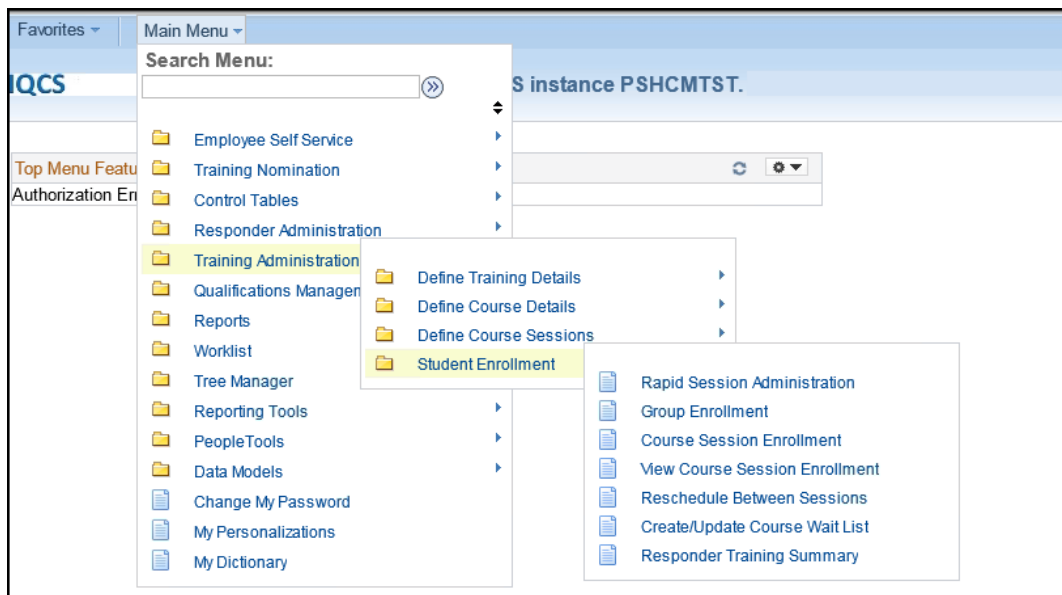 Favorites
Main Menu
Search Menu:
IQCS
S instance PSHCMTST.
Top Menu Featu
Authorization Er
Employee Self Service
Training Nomination
Control Tables
Responder Administration
Training Administration
Qualifications Managen
Reports
Worklist
Tree Manager
Reporting Tools
PeopleTools
Data Models
Change My Password
My Personalizations
My Dictionary
Define Training Details
Define Course Details
Define Course Sessions
Student Enrollment
Rapid Session Administration
Group Enrollment
Course Session Enrollment
View Course Session Enrollment
Reschedule Between Sessions
Create/Update Course Wait List
Responder Training Summary